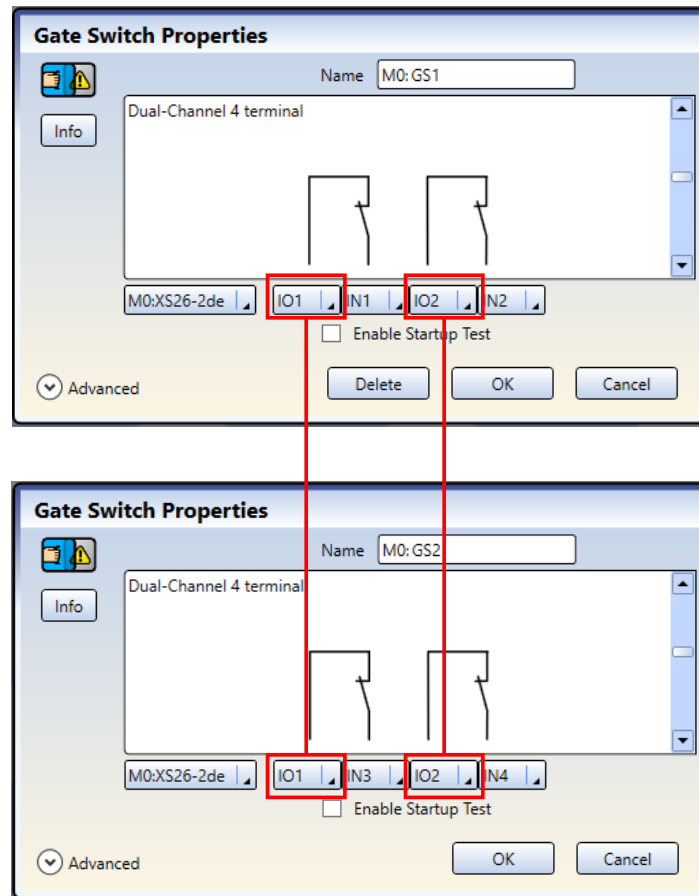 Gate Switch Properties
Name M0:GS1
Info
Dual-Channel 4 terminal
M0:XS26-2de IO1 IN1 IO2 IN2
Enable Startup Test
Advanced Delete OK Cancel
Gate Switch Properties
Name M0:GS2
Info
Dual-Channel 4 terminal
M0:XS26-2de IO1 IN3 IO2 IN4
Enable Startup Test
Advanced OK Cancel